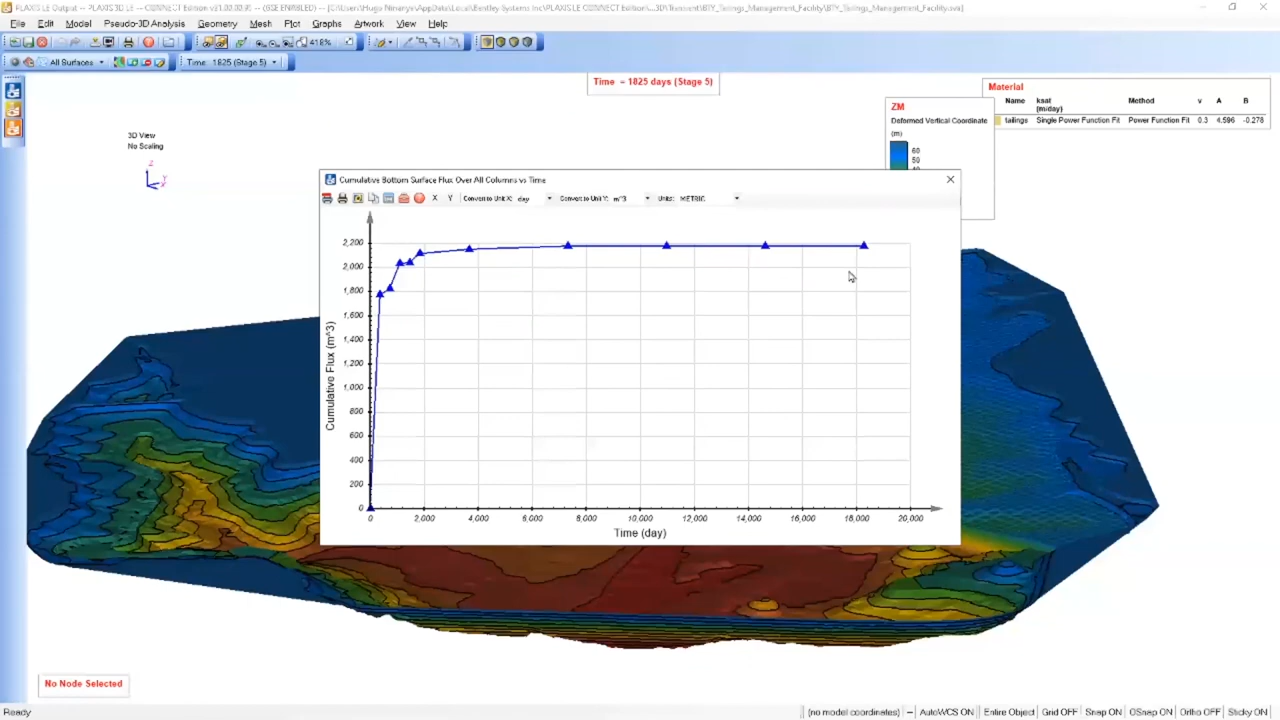 PLAXIS LE Output -- PLAXIS 3D LE -- CONNECT Edition
File Edit Model Pseudo-3D Analysis Geometry Mesh Plot Graphs Artwork View Help
418%
All Surfaces
Time: 1825 (Stage 5)
Time = 1825 days (Stage 5)
Material
Name ksat (m/day) Method v A B
tailings Single Power Function Fit Power Function Fit 0.3 4.596 -0.278
ZM
Deformed Vertical Coordinate
(m)
60
50
3D View
No Scaling
Z
Y
Cumulative Bottom Surface Flux Over All Columns vs Time
X Y Convert to Unit X: day Convert to Unit Y: m^3 Units: METRIC
Cumulative Flux (m^3)
2,200
2,000
1,800
1,600
1,400
1,200
1,000
800
600
400
200
0
0 2,000 4,000 6,000 8,000 10,000 12,000 14,000 16,000 18,000 20,000
Time (day)
No Node Selected
Ready
(no model coordinates) -- AutoWCS ON Entire Object Grid OFF Snap ON OSnap ON Ortho OFF Sticky ON